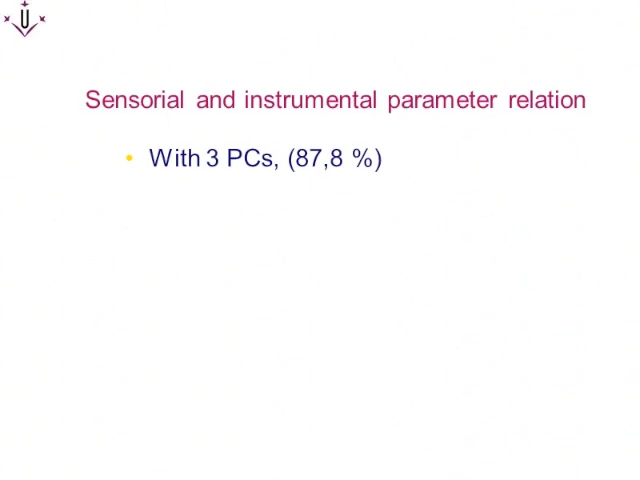 U
Sensorial and instrumental parameter relation
• With 3 PCs, (87,8 %)